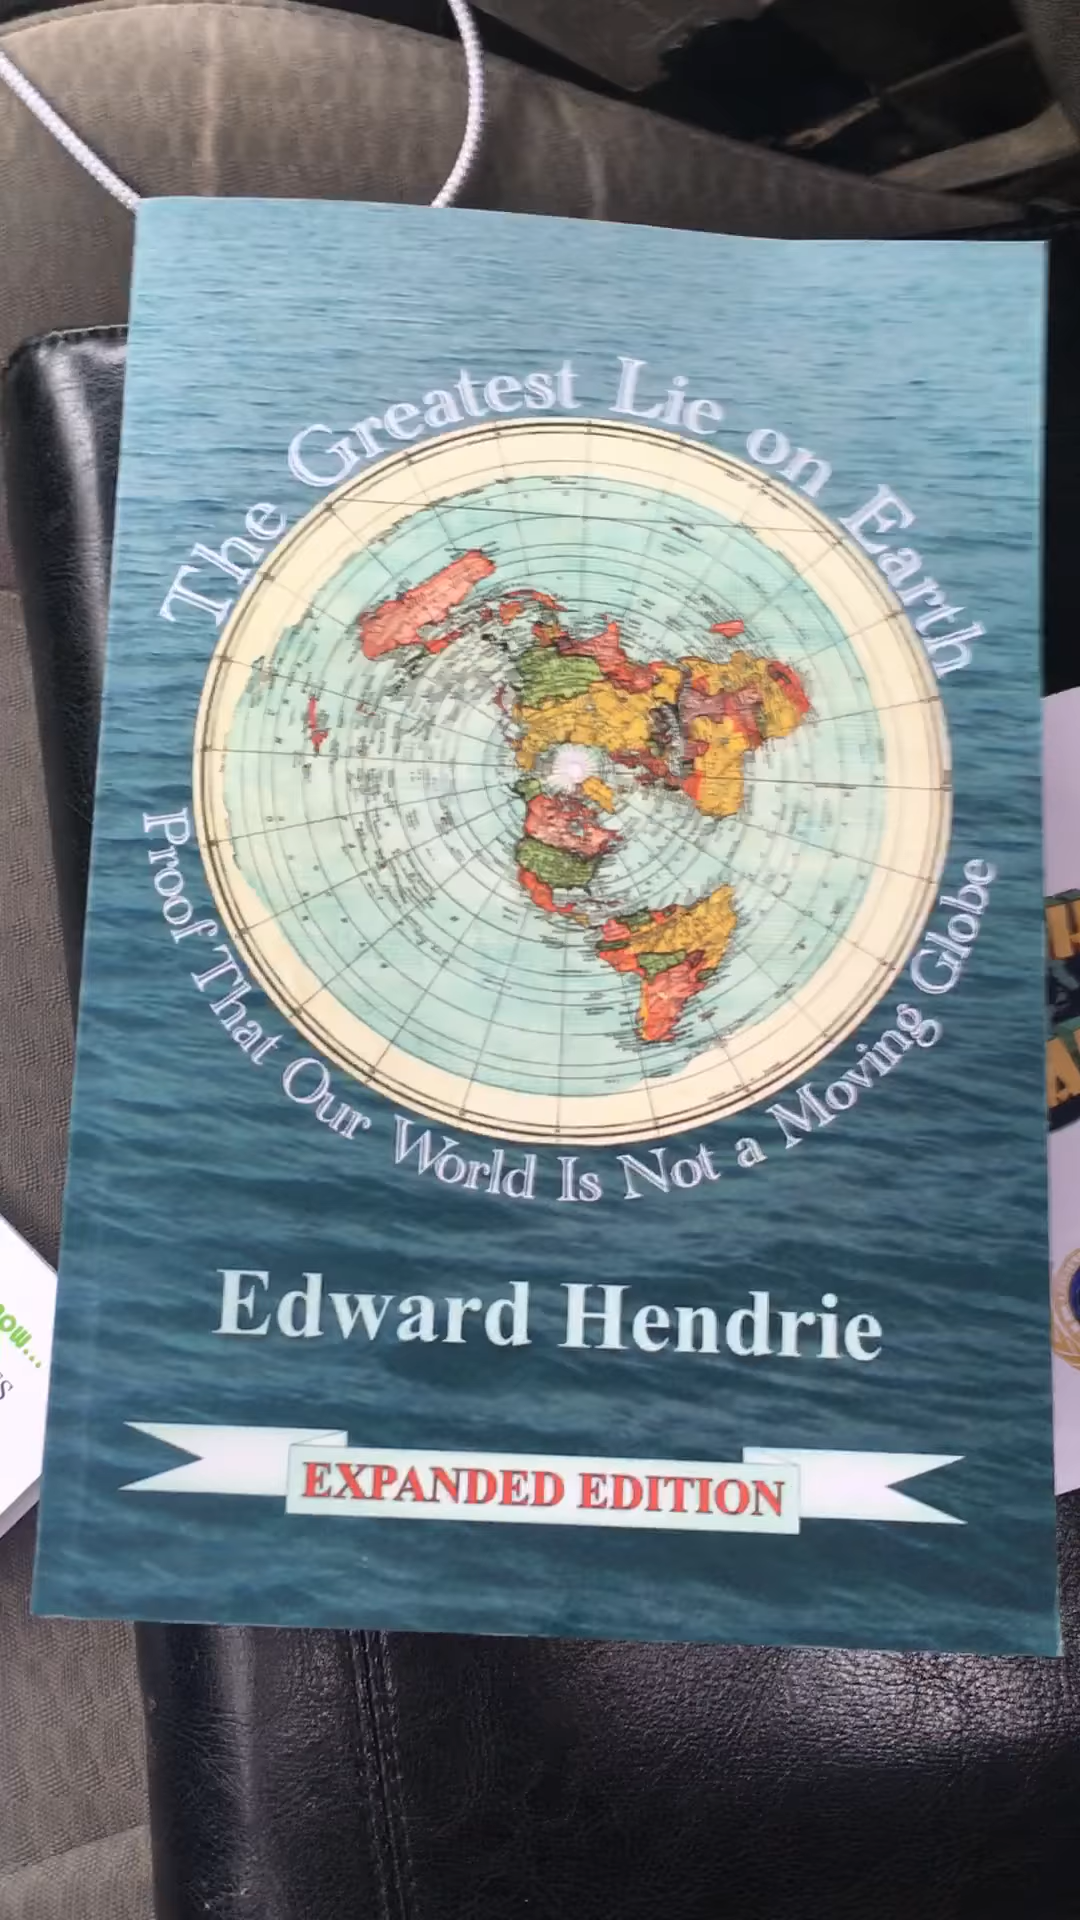 The Greatest Lie on Earth
Proof That Our World Is Not a Moving Globe
Edward Hendrie
EXPANDED EDITION